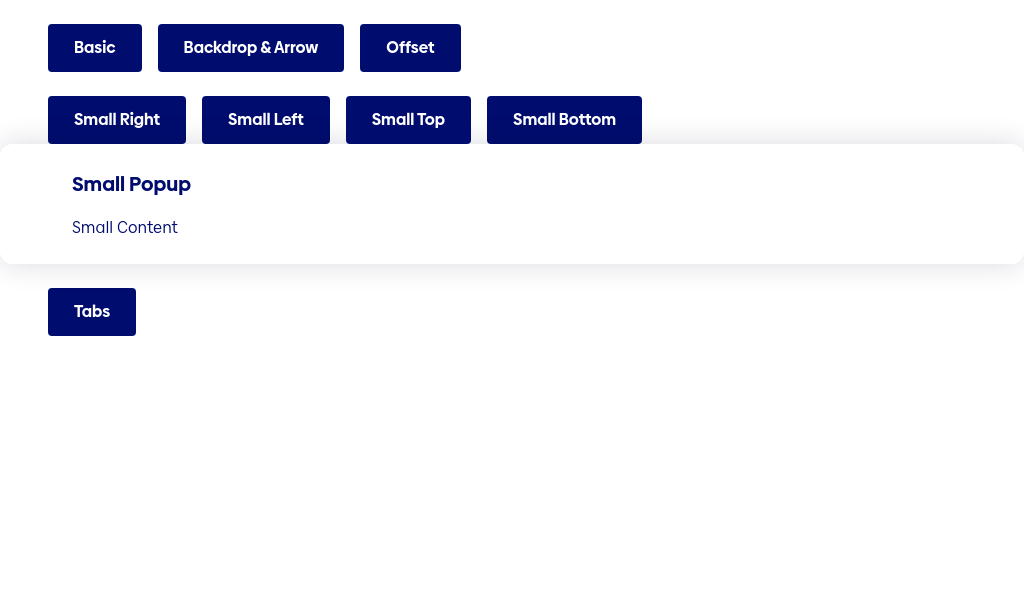 Basic Backdrop & Arrow Offset
Small Right Small Left Small Top Small Bottom
Small Popup
Small Content
Tabs